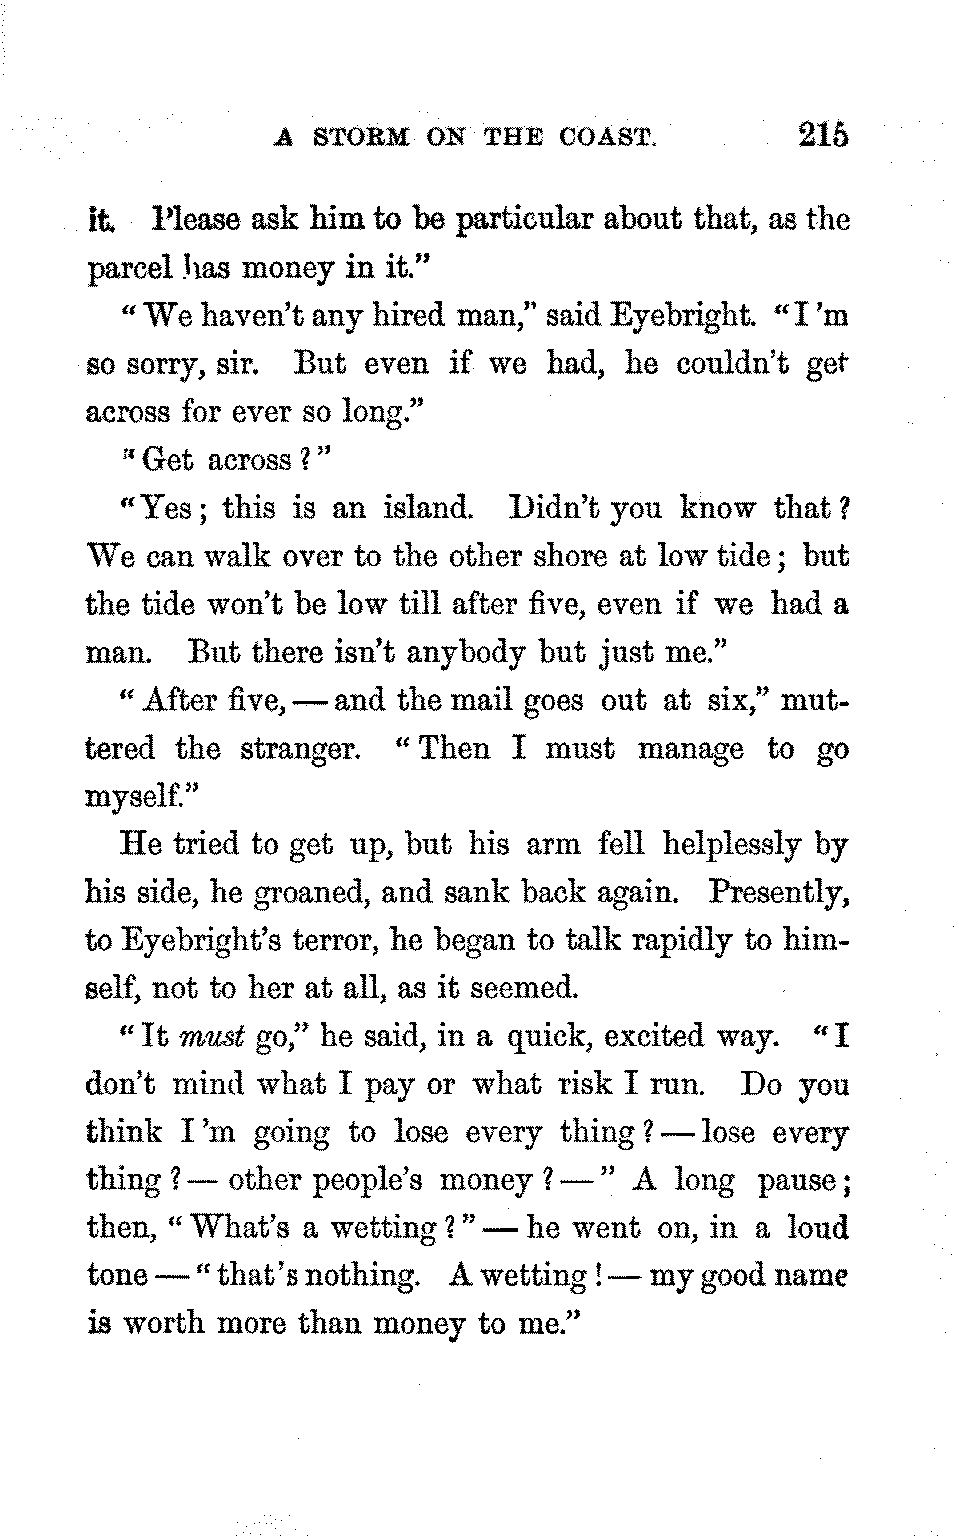 A STORM ON THE COAST. 215
it. Please ask him to be particular about that, as the
parcel has money in it.”
“We haven't any hired man,” said Eyebright. “I'm
so sorry, sir. But even if we had, he couldn't get
across for ever so long.”
“Get across?”
“Yes; this is an island. Didn't you know that?
We can walk over to the other shore at low tide; but
the tide won't be low till after five, even if we had a
man. But there isn't anybody but just me.”
“After five,—and the mail goes out at six,” mut-
tered the stranger. “Then I must manage to go
myself.”
He tried to get up, but his arm fell helplessly by
his side, he groaned, and sank back again. Presently,
to Eyebright's terror, he began to talk rapidly to him-
self, not to her at all, as it seemed.
“It must go,” he said, in a quick, excited way. “I
don't mind what I pay or what risk I run. Do you
think I'm going to lose every thing?—lose every
thing?—other people's money?—” A long pause;
then, “What's a wetting?”—he went on, in a loud
tone—“that's nothing. A wetting!—my good name
is worth more than money to me.”